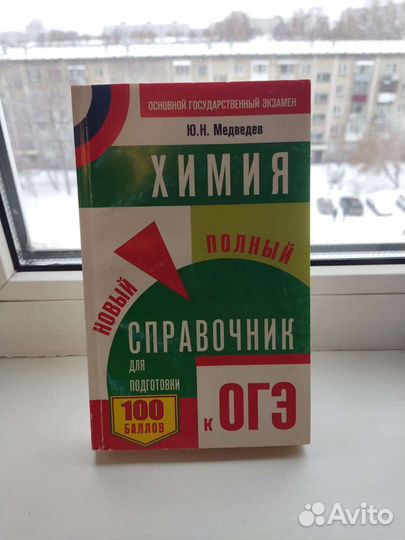 ОСНОВНОЙ ГОСУДАРСТВЕННЫЙ ЭКЗАМЕН
Ю.Н. Медведев
ХИМИЯ
НОВЫЙ
ПОЛНЫЙ
СПРАВОЧНИК
ДЛЯ
ПОДГОТОВКИ
100
БАЛЛОВ
К ОГЭ
Avito